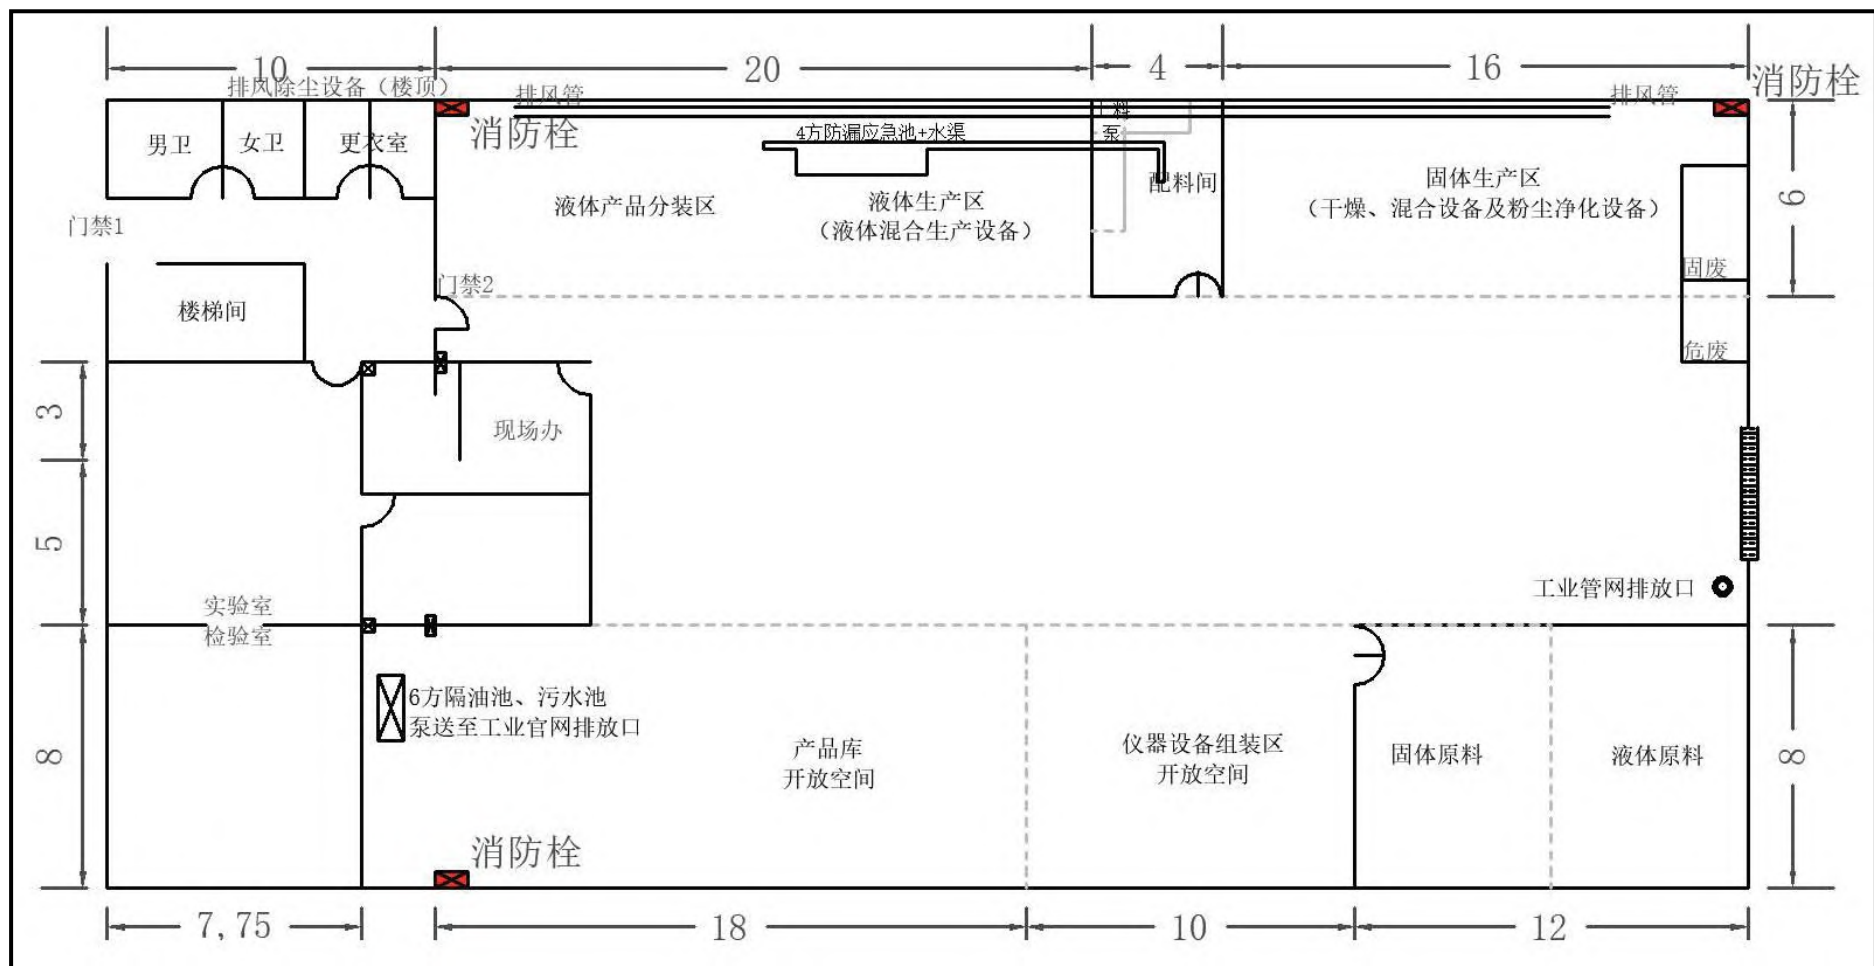 10
20
4
16
消防栓
排风除尘设备（楼顶）
排风管
排风管
料
泵
消防栓
4方防漏应急池+水渠
男卫
女卫
更衣室
配料间
固体生产区
（干燥、混合设备及粉尘净化设备）
液体产品分装区
液体生产区
（液体混合生产设备）
6
门禁1
门禁2
固废
楼梯间
危废
3
现场办
5
工业管网排放口
实验室
检验室
6方隔油池、污水池
泵送至工业官网排放口
8
产品库
开放空间
仪器设备组装区
开放空间
固体原料
液体原料
8
消防栓
7,75
18
10
12